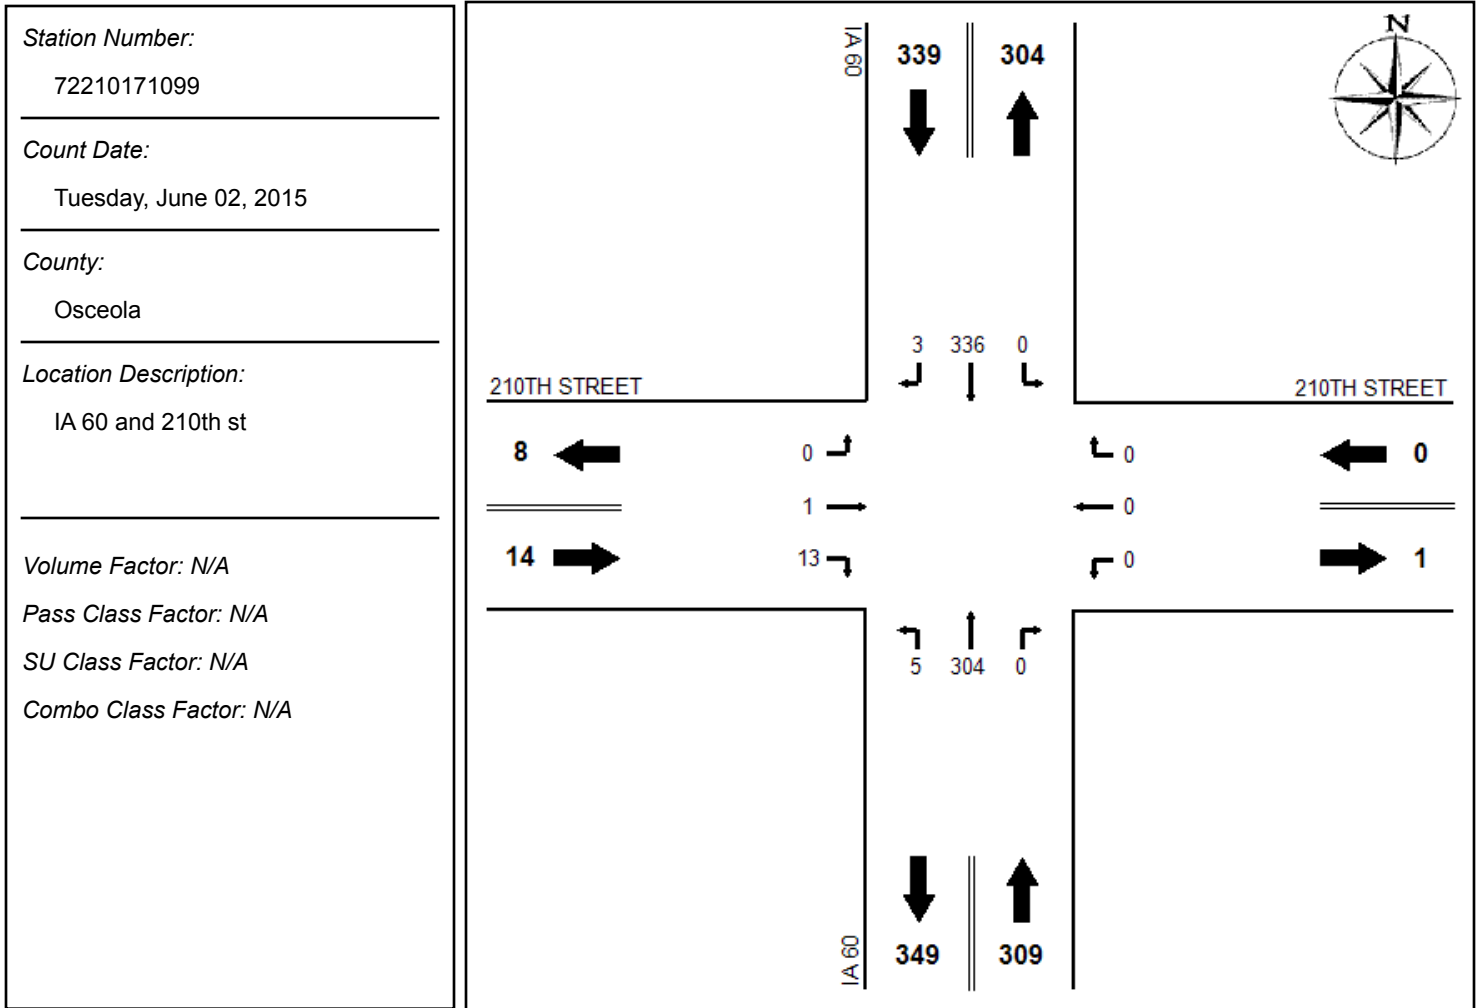 Station Number:
72210171099
Count Date:
Tuesday, June 02, 2015
County:
Osceola
Location Description:
IA 60 and 210th st
Volume Factor: N/A
Pass Class Factor: N/A
SU Class Factor: N/A
Combo Class Factor: N/A
N
IA 60
339 304
3 336 0
210TH STREET
210TH STREET
8 0 0 0
1 0
14 13 0 1
5 304 0
IA 60
349 309